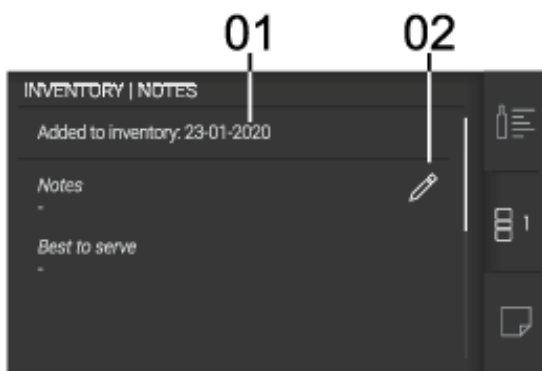 01 02
INVENTORY | NOTES
Added to inventory: 23-01-2020
Notes
-
Best to serve
-
1